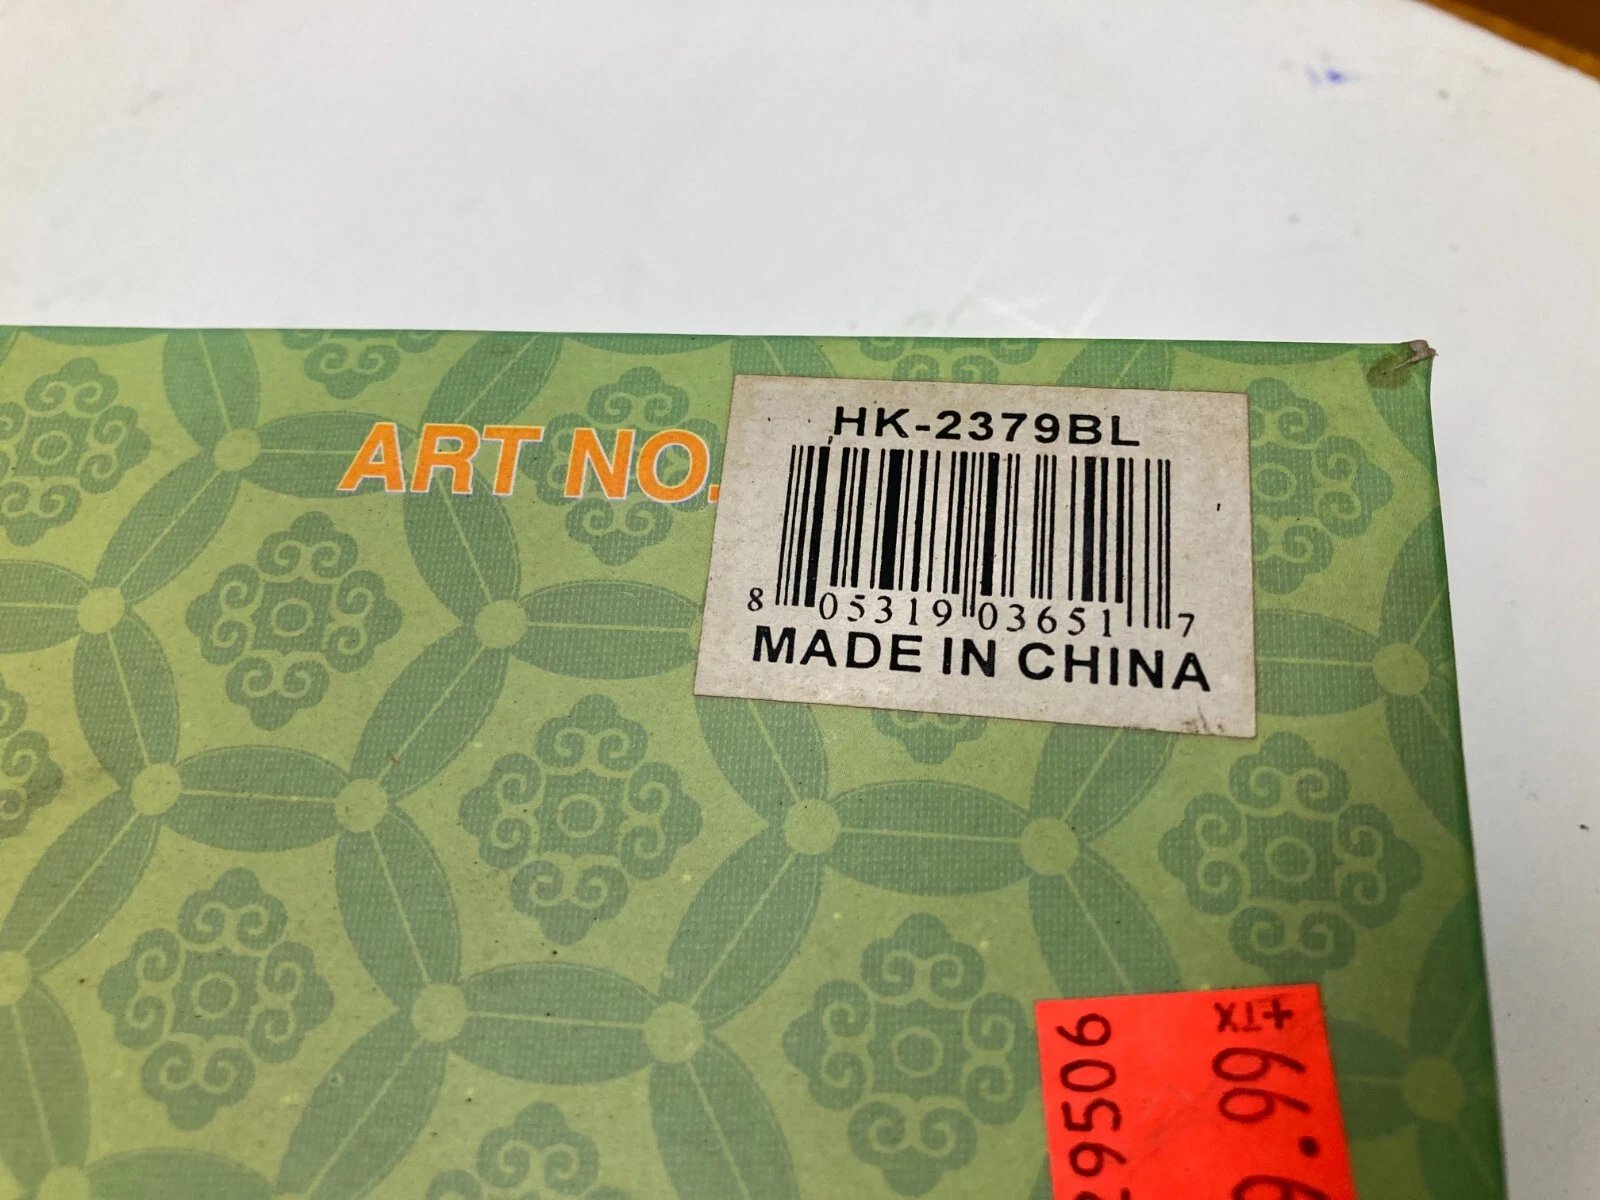 ART NO.
HK-2379BL
8 05319 03651 7
MADE IN CHINA
29506
9.99
+TX